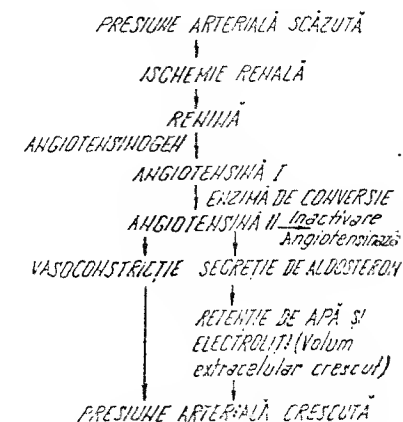 PRESIUNE ARTERIALĂ SCĂZUTĂ
ISCHEMIE RENALĂ
RENINĂ
ANGIOTENSINOGEN
ANGIOTENSINĂ I
ENZIMĂ DE CONVERSIE
ANGIOTENSINĂ II Inactivare
Angiotensinază
VASOCONSTRICȚIE SECREȚIE DE ALDOSTERON
RETENȚIE DE APĂ ȘI
ELECTROLIȚI (Volum
extracelular crescut)
PRESIUNE ARTERIALĂ CRESCUTĂ